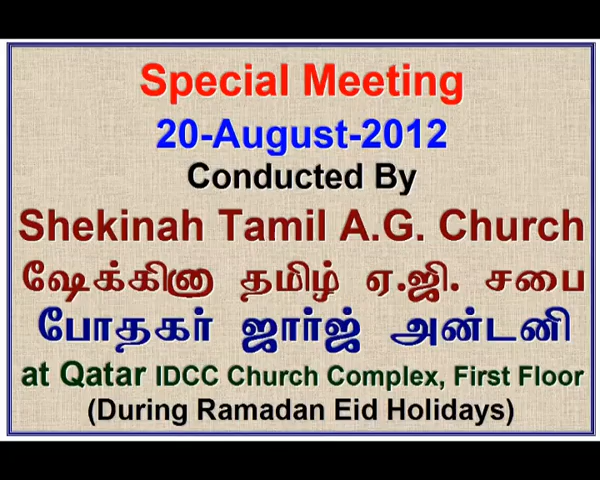 Special Meeting
20-August-2012
Conducted By
Shekinah Tamil A.G. Church
ஷேக்கினா தமிழ் ஏ.ஜி. சபை
போதகர் ஜார்ஜ் அன்டனி
at Qatar IDCC Church Complex, First Floor
(During Ramadan Eid Holidays)